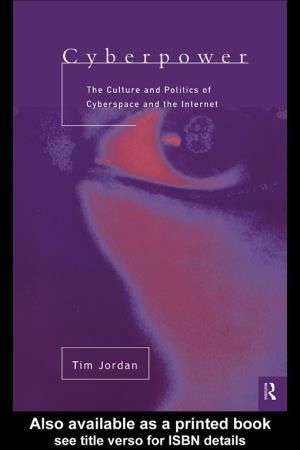 Cyberpower
The Culture and Politics of
Cyberspace and the Internet
Tim Jordan
R
Also available as a printed book
see title verso for ISBN details